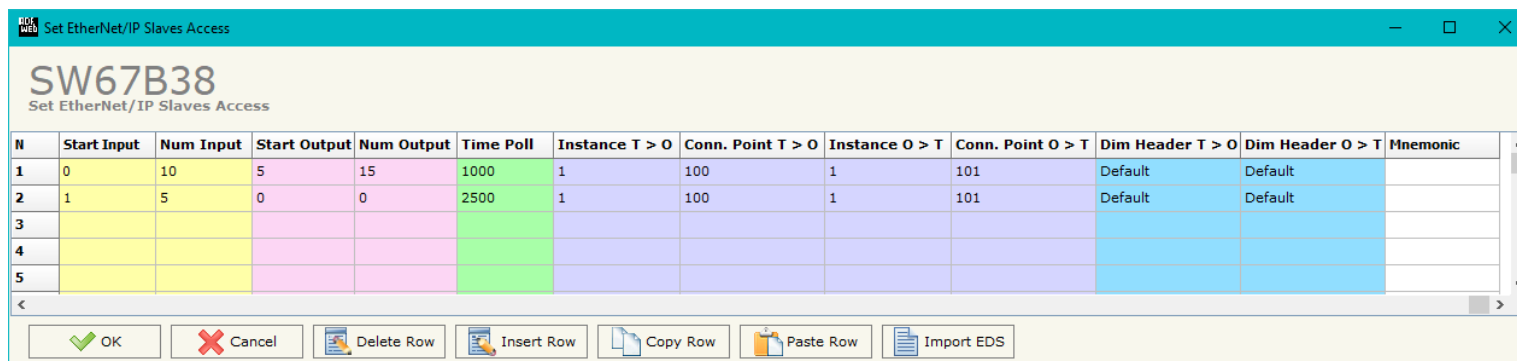 ADF WEB Set EtherNet/IP Slaves Access
SW67B38
Set EtherNet/IP Slaves Access
N Start Input Num Input Start Output Num Output Time Poll Instance T > O Conn. Point T > O Instance O > T Conn. Point O > T Dim Header T > O Dim Header O > T Mnemonic
1 0 10 5 15 1000 1 100 1 101 Default Default
2 1 5 0 0 2500 1 100 1 101 Default Default
3
4
5
OK Cancel Delete Row Insert Row Copy Row Paste Row Import EDS